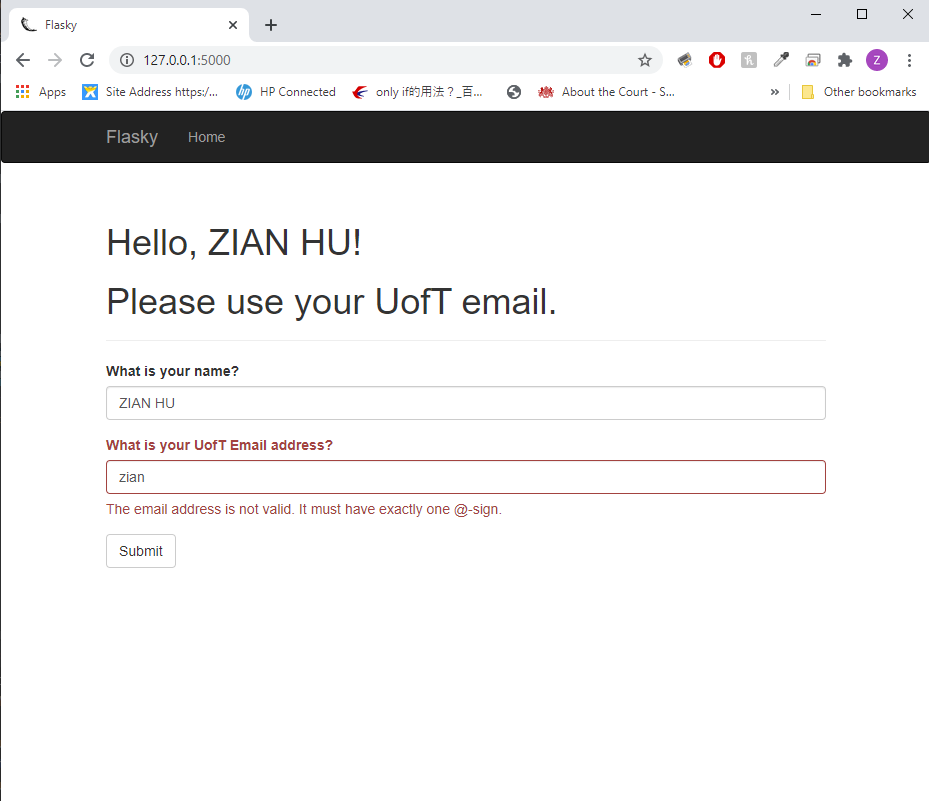 Flasky
127.0.0.1:5000
Z
Apps
Site Address https:/...
HP Connected
only if的用法？_百...
About the Court - S...
»
Other bookmarks
Flasky
Home
Hello, ZIAN HU!
Please use your UofT email.
What is your name?
ZIAN HU
What is your UofT Email address?
zian
The email address is not valid. It must have exactly one @-sign.
Submit